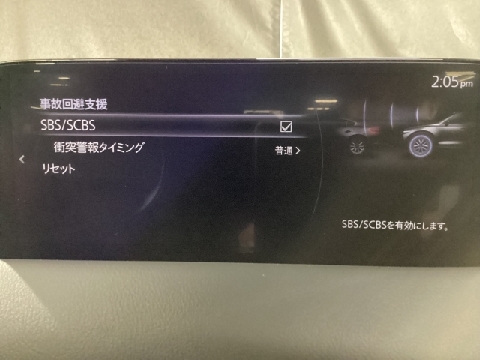 2:05pm
事故回避支援
SBS/SCBS
衝突警報タイミング
普通 >
リセット
<
SBS/SCBSを有効にします。